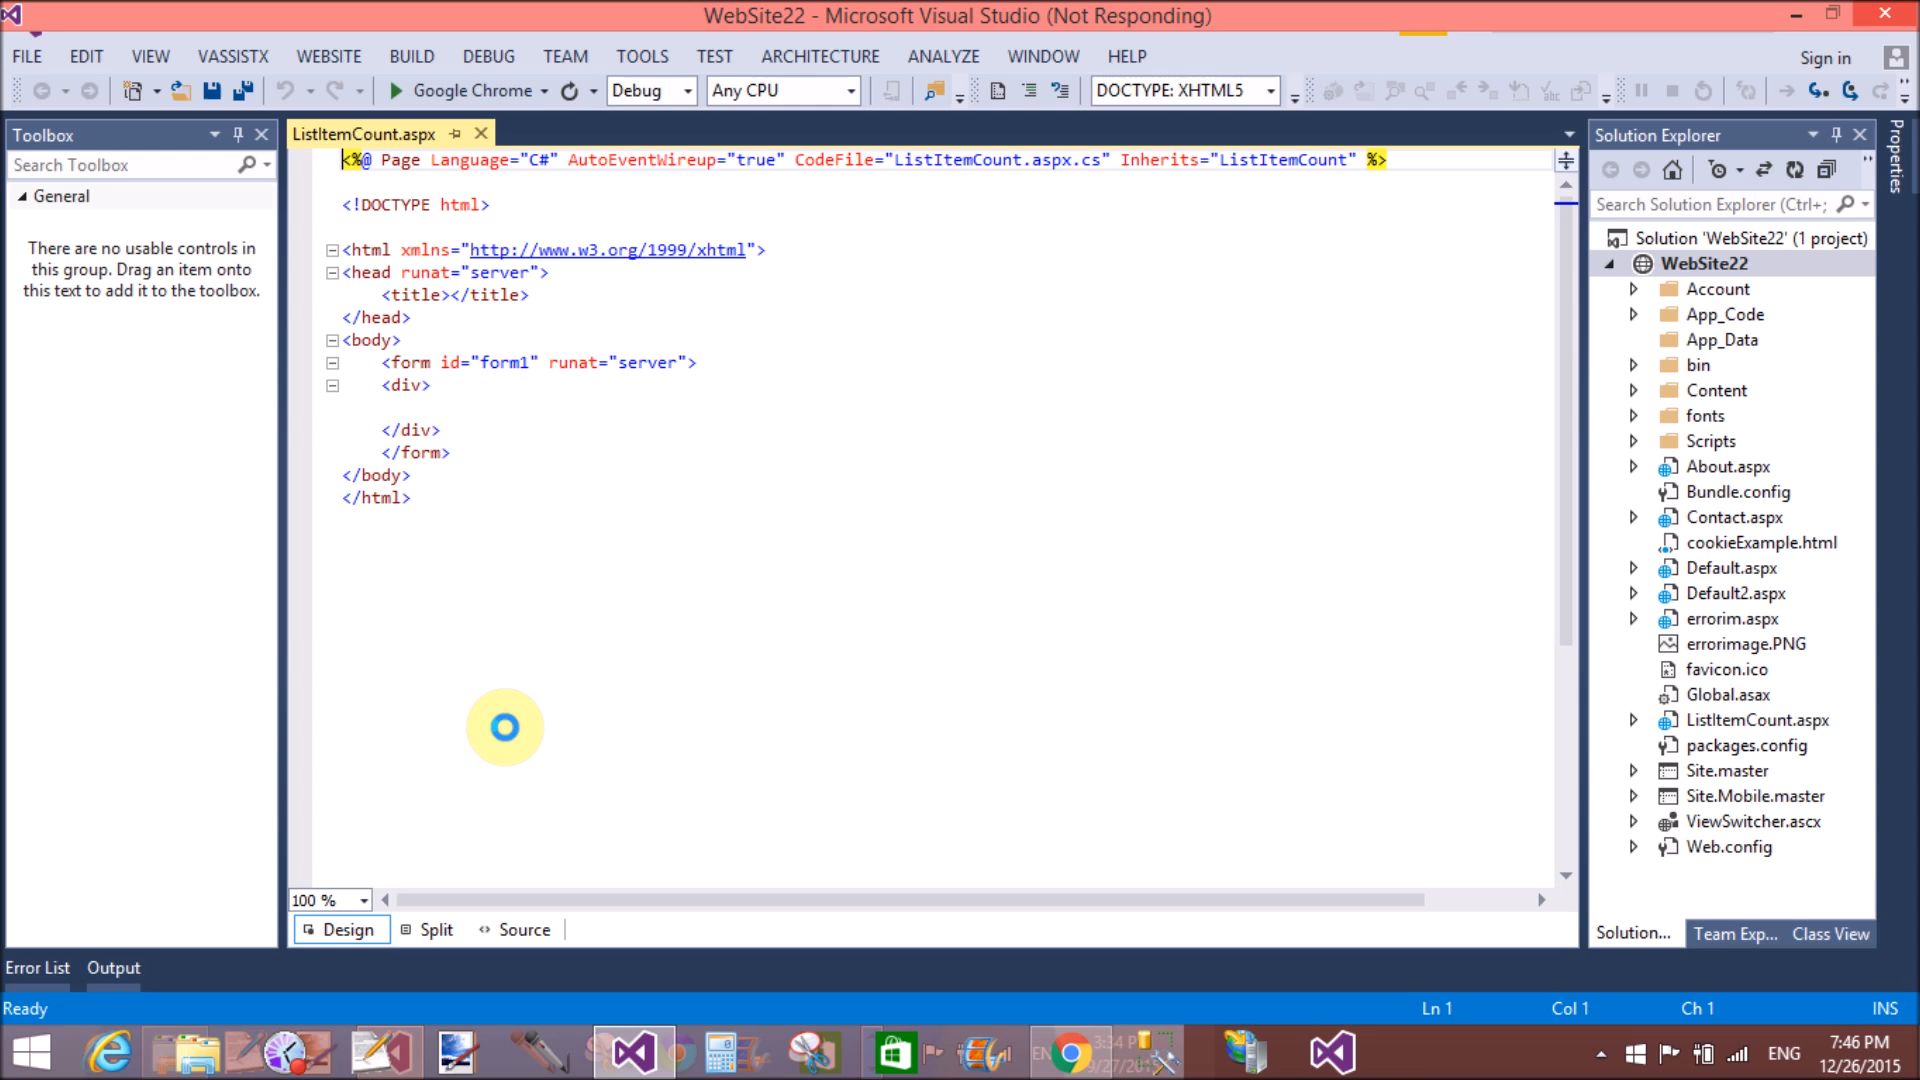 WebSite22 - Microsoft Visual Studio (Not Responding)
FILE EDIT VIEW VASSISTX WEBSITE BUILD DEBUG TEAM TOOLS TEST ARCHITECTURE ANALYZE WINDOW HELP Sign in
Google Chrome Debug Any CPU DOCTYPE: XHTML5
Toolbox
Search Toolbox
General
There are no usable controls in
this group. Drag an item onto
this text to add it to the toolbox.
ListItemCount.aspx
<%@ Page Language="C#" AutoEventWireup="true" CodeFile="ListItemCount.aspx.cs" Inherits="ListItemCount" %>
<!DOCTYPE html>
<html xmlns="http://www.w3.org/1999/xhtml">
<head runat="server">
<title></title>
</head>
<body>
<form id="form1" runat="server">
<div>
</div>
</form>
</body>
</html>
100 %
Design Split Source
Solution Explorer
Search Solution Explorer (Ctrl+;
Solution 'WebSite22' (1 project)
WebSite22
Account
App_Code
App_Data
bin
Content
fonts
Scripts
About.aspx
Bundle.config
Contact.aspx
cookieExample.html
Default.aspx
Default2.aspx
errorim.aspx
errorimage.PNG
favicon.ico
Global.asax
ListItemCount.aspx
packages.config
Site.master
Site.Mobile.master
ViewSwitcher.ascx
Web.config
Solution... Team Exp... Class View
Properties
Error List Output
Ready Ln 1 Col 1 Ch 1 INS
ENG
7:46 PM
12/26/2015